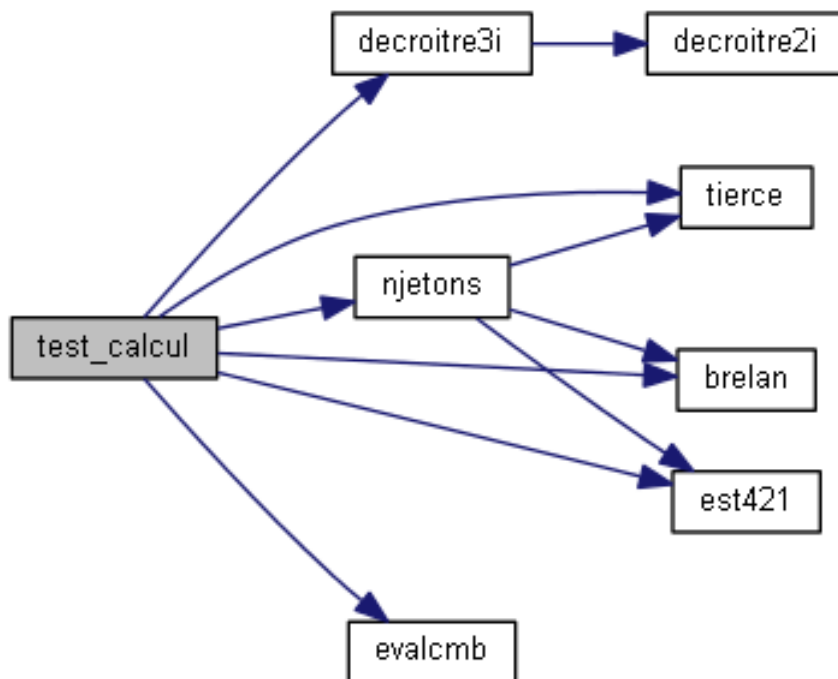 decroitre3i
decroitre2i
tierce
njetons
test_calcul
brelan
est421
evalcmb